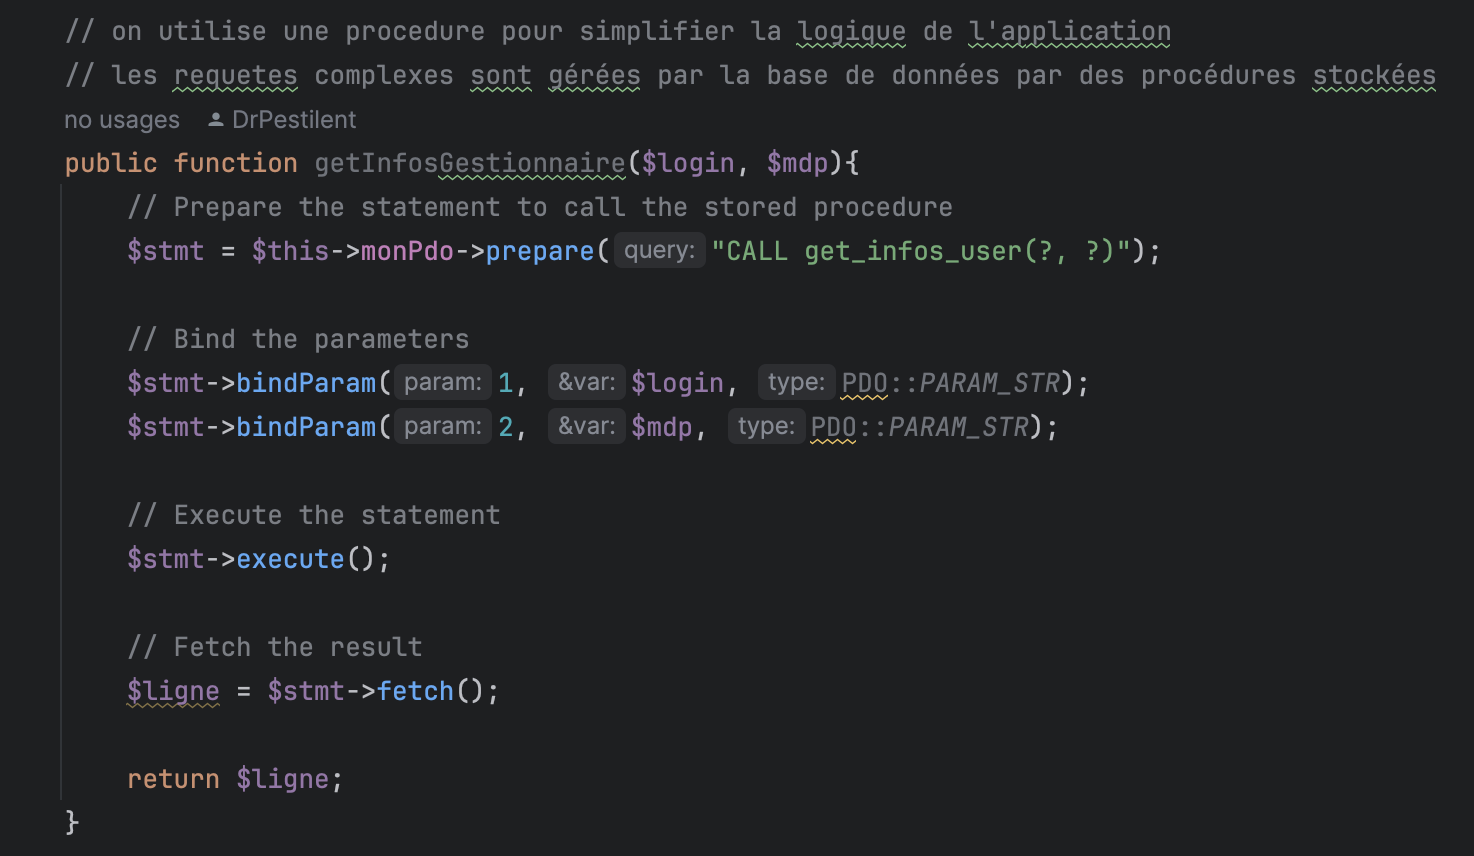 // on utilise une procedure pour simplifier la logique de l'application
// les requetes complexes sont gérées par la base de données par des procédures stockées
no usages DrPestilent
public function getInfosGestionnaire($login, $mdp){
// Prepare the statement to call the stored procedure
$stmt = $this->monPdo->prepare( query: "CALL get_infos_user(?, ?)");
// Bind the parameters
$stmt->bindParam( param: 1, &var: $login, type: PDO::PARAM_STR);
$stmt->bindParam( param: 2, &var: $mdp, type: PDO::PARAM_STR);
// Execute the statement
$stmt->execute();
// Fetch the result
$ligne = $stmt->fetch();
return $ligne;
}